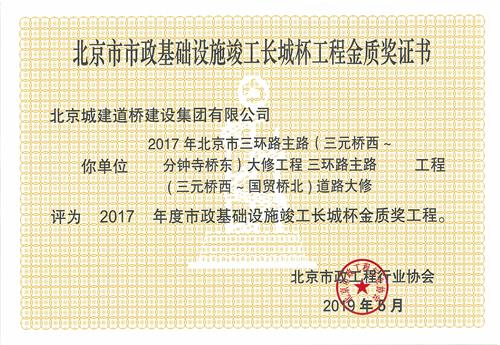 北京市市政基础设施竣工长城杯工程金质奖证书
北京城建道桥建设集团有限公司
2017 年北京市三环路主路（三元桥西～
你单位 分钟寺桥东）大修工程 三环路主路 工程
（三元桥西～国贸桥北）道路大修
评为 2017 年度市政基础设施竣工长城杯金质奖工程。
北京市政工程行业协会
2019 年 5 月